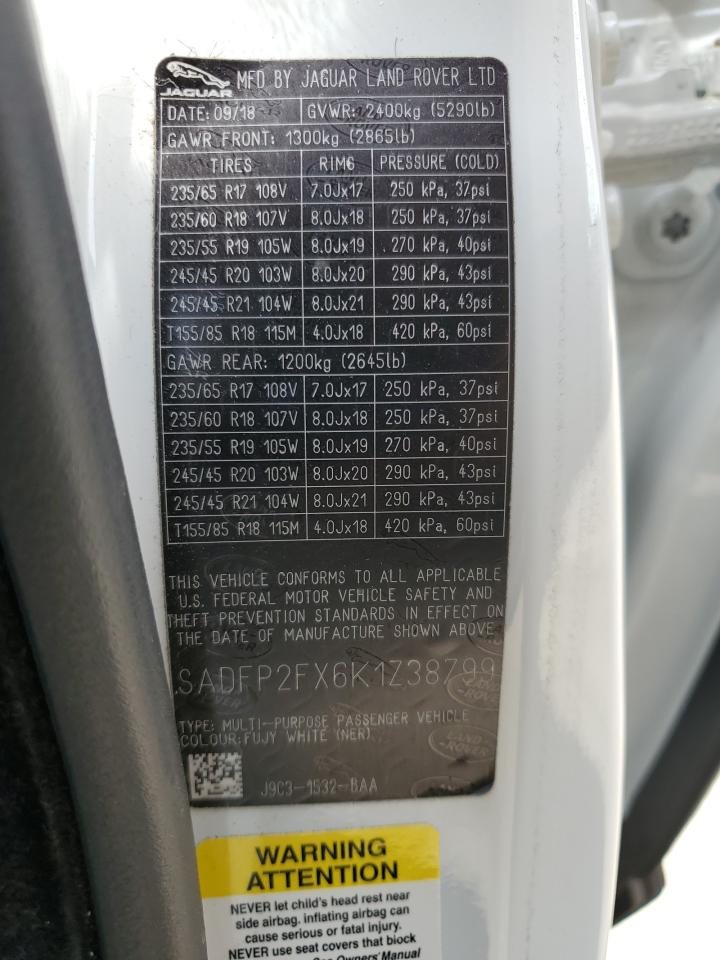 JAGUAR MFD BY JAGUAR LAND ROVER LTD
DATE: 09/18 GVWR: 2400kg (5290lb)
GAWR FRONT: 1300kg (2865lb)
TIRES RIMS PRESSURE (COLD)
235/65 R17 108V 7.0Jx17 250 kPa, 37psi
235/60 R18 107V 8.0Jx18 250 kPa, 37psi
235/55 R19 105W 8.0Jx19 270 kPa, 40psi
245/45 R20 103W 8.0Jx20 290 kPa, 43psi
245/45 R21 104W 8.0Jx21 290 kPa, 43psi
T155/85 R18 115M 4.0Jx18 420 kPa, 60psi
GAWR REAR: 1200kg (2645lb)
235/65 R17 108V 7.0Jx17 250 kPa, 37psi
235/60 R18 107V 8.0Jx18 250 kPa, 37psi
235/55 R19 105W 8.0Jx19 270 kPa, 40psi
245/45 R20 103W 8.0Jx20 290 kPa, 43psi
245/45 R21 104W 8.0Jx21 290 kPa, 43psi
T155/85 R18 115M 4.0Jx18 420 kPa, 60psi
THIS VEHICLE CONFORMS TO ALL APPLICABLE
U.S. FEDERAL MOTOR VEHICLE SAFETY AND
THEFT PREVENTION STANDARDS IN EFFECT ON
THE DATE OF MANUFACTURE SHOWN ABOVE.
SADFP2FX6K1Z38799
TYPE: MULTI-PURPOSE PASSENGER VEHICLE
COLOUR:FUJY WHITE (NER)
LAND-
-ROVER
J9C3-1532-BAA
WARNING
ATTENTION
NEVER let child's head rest near
side airbag. inflating airbag can
cause serious or fatal injury.
NEVER use seat covers that block
Owners' Manual